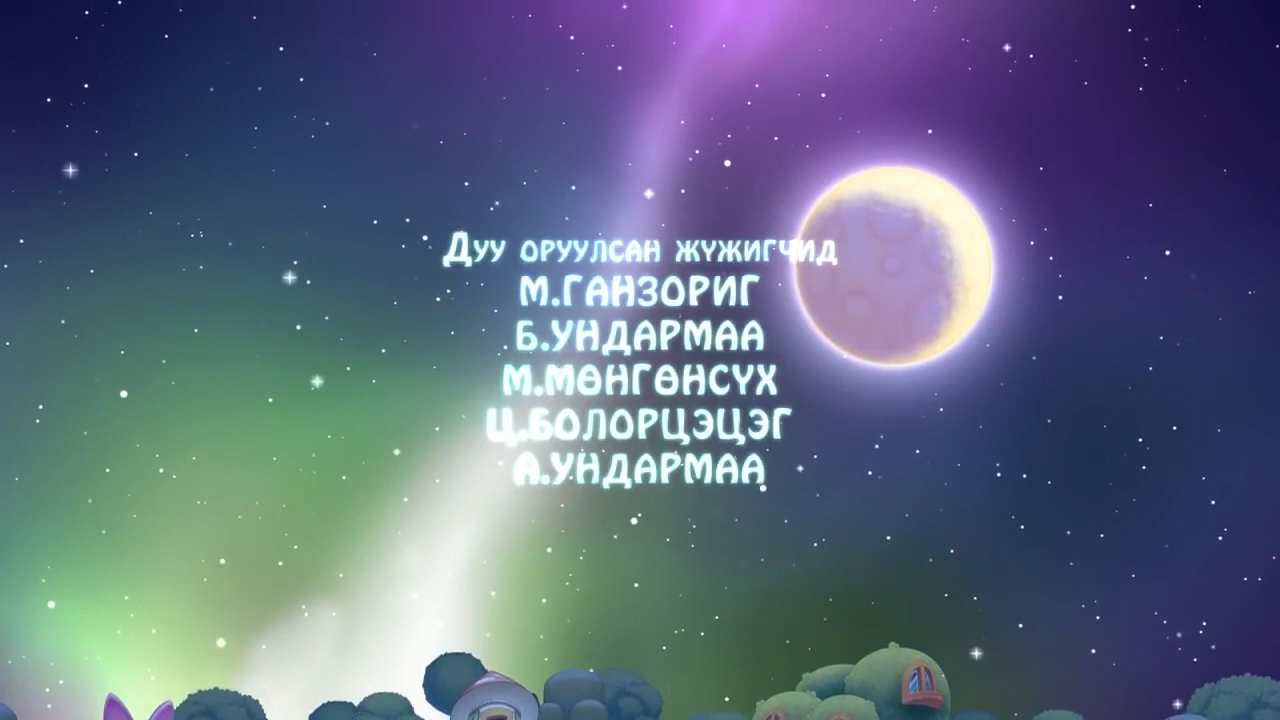 Дуу оруулсан жүжигчид
М.ГАНЗОРИГ
Б.УНДАРМАА
М.МӨНГӨНСҮХ
Ц.БОЛОРЦЭЦЭГ
А.УНДАРМАА